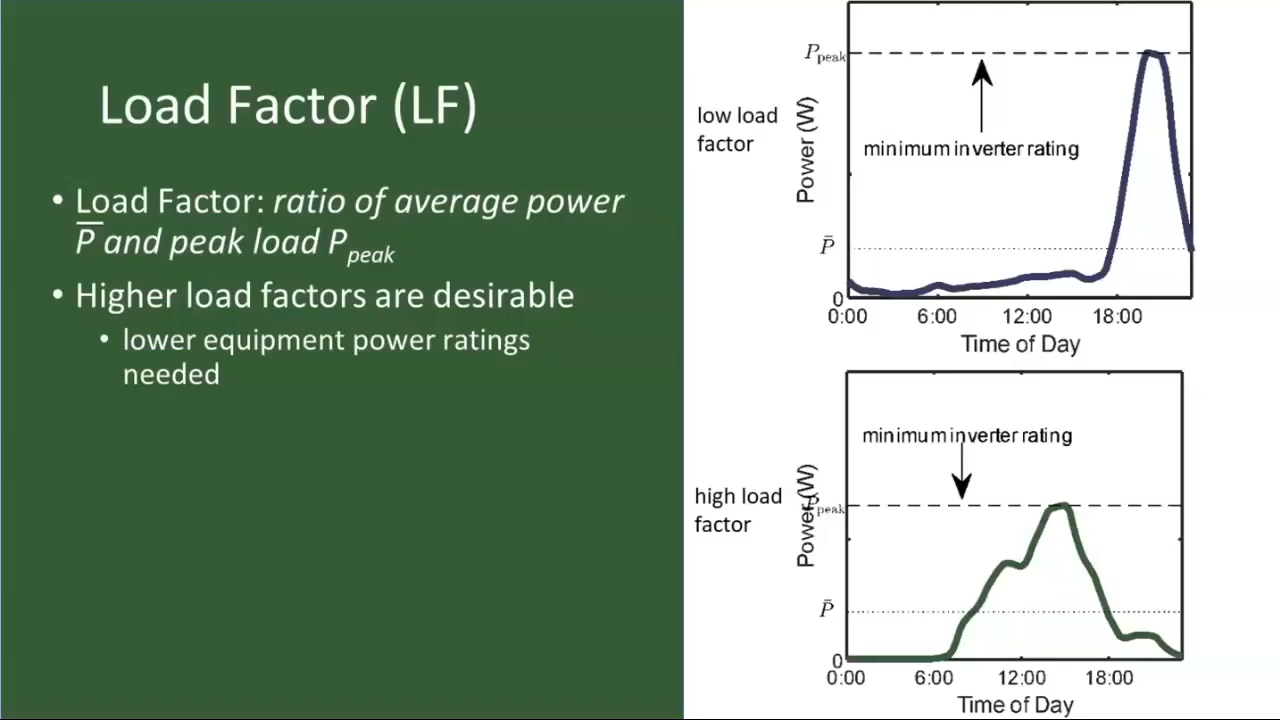 Load Factor (LF)
• Load Factor: ratio of average power
P̅ and peak load Ppeak
• Higher load factors are desirable
• lower equipment power ratings
needed
low load
factor
Power (W)
Ppeak
minimum inverter rating
P̄
0
0:00 6:00 12:00 18:00
Time of Day
high load
factor
Power (W)
minimum inverter rating
Ppeak
P̄
0
0:00 6:00 12:00 18:00
Time of Day